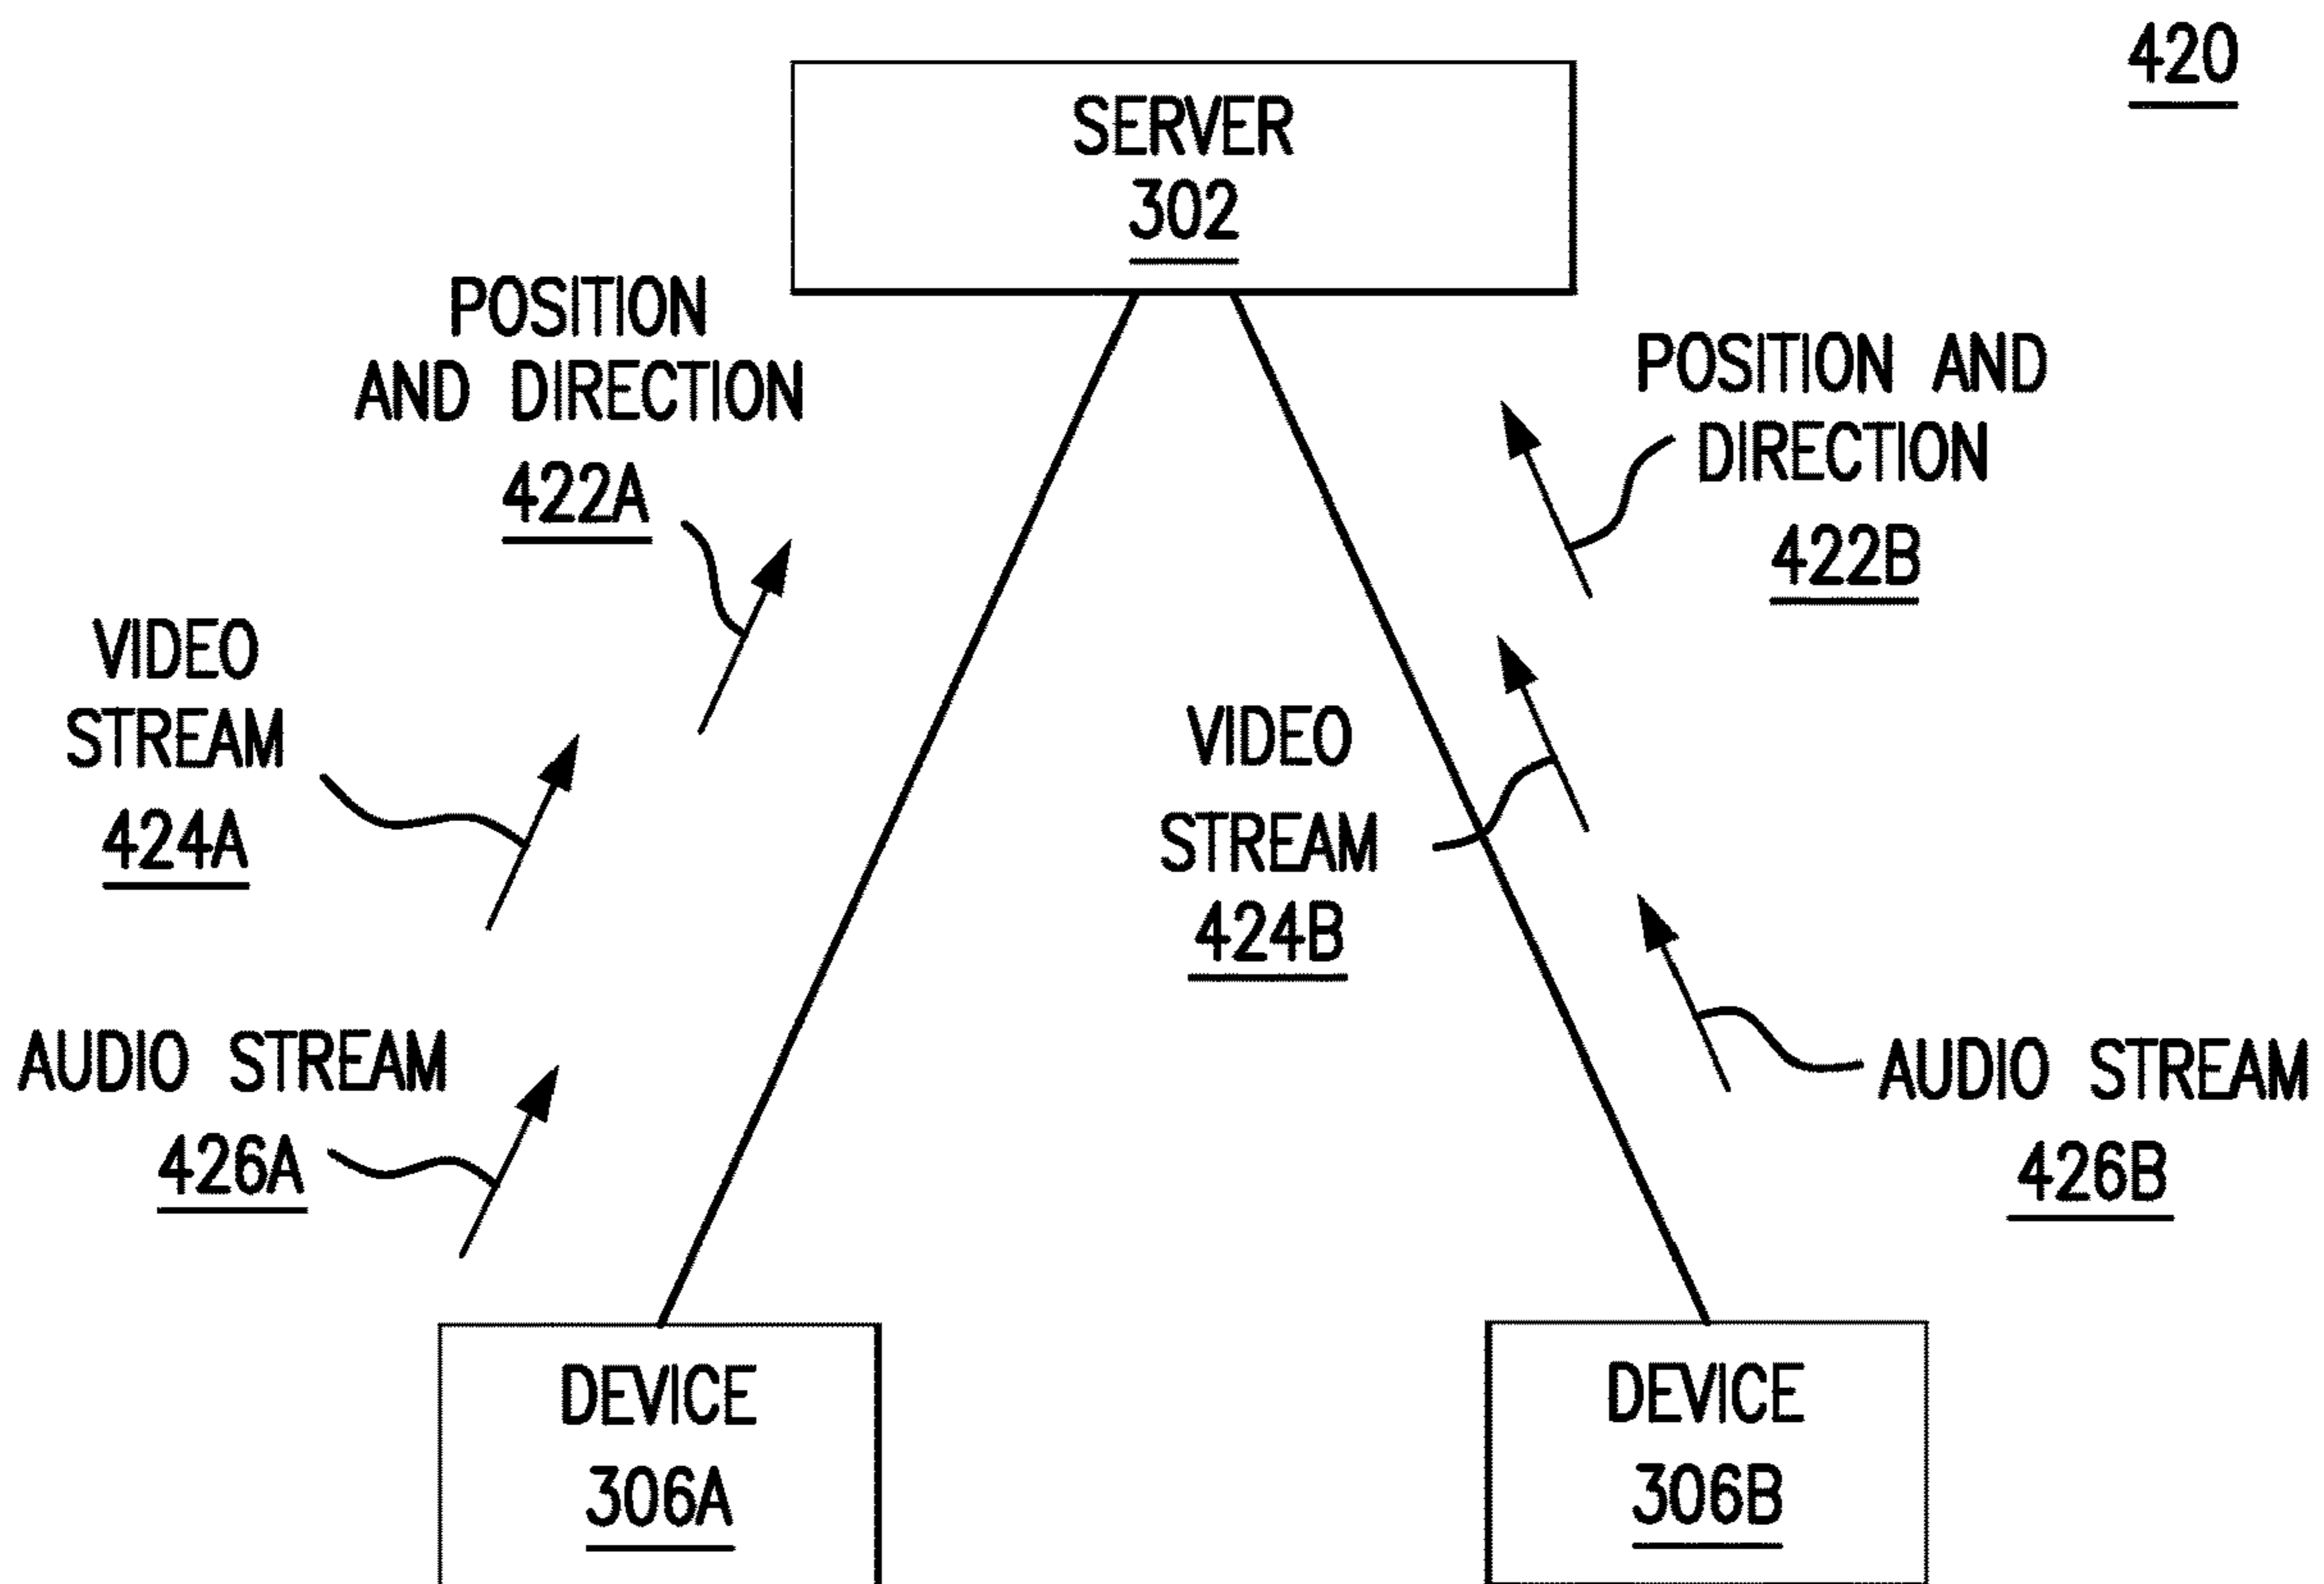 420
SERVER
302
POSITION
AND DIRECTION
422A
POSITION AND
DIRECTION
422B
VIDEO
STREAM
424A
VIDEO
STREAM
424B
AUDIO STREAM
426A
AUDIO STREAM
426B
DEVICE
306A
DEVICE
306B